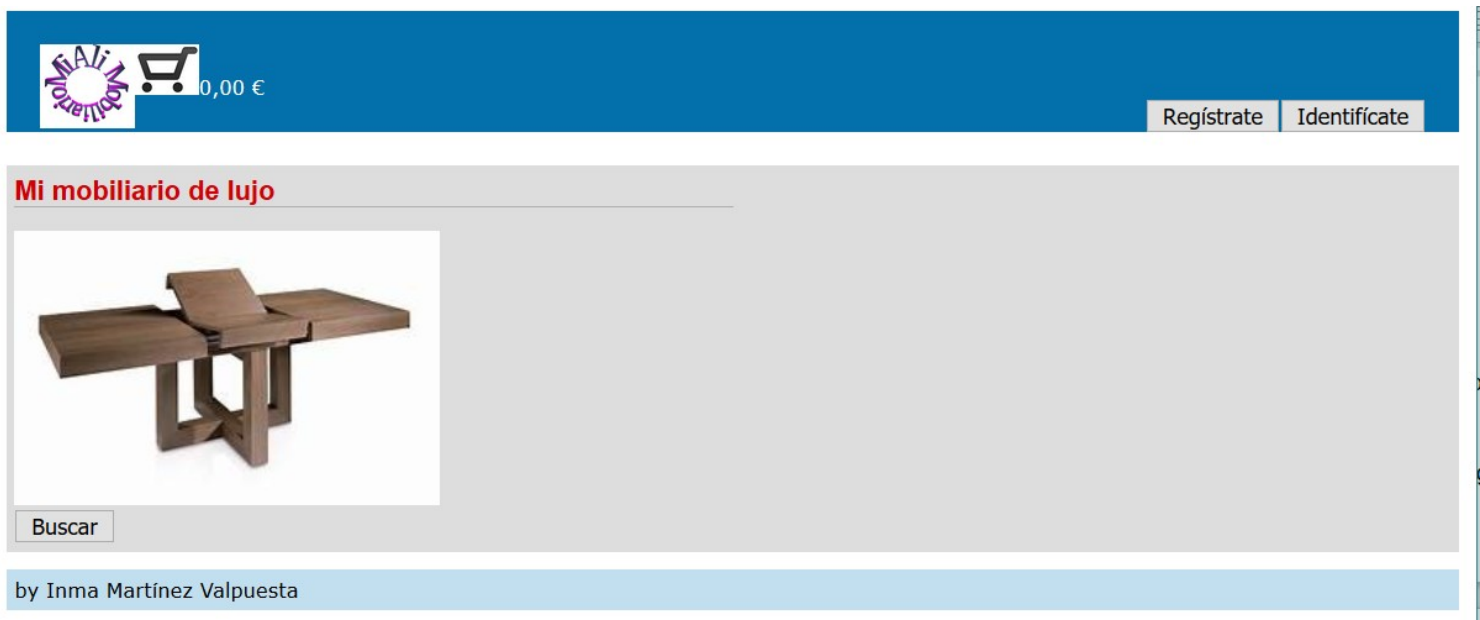 MiAli Mobiliario
0,00 €
Regístrate
Identifícate
Mi mobiliario de lujo
Buscar
by Inma Martínez Valpuesta